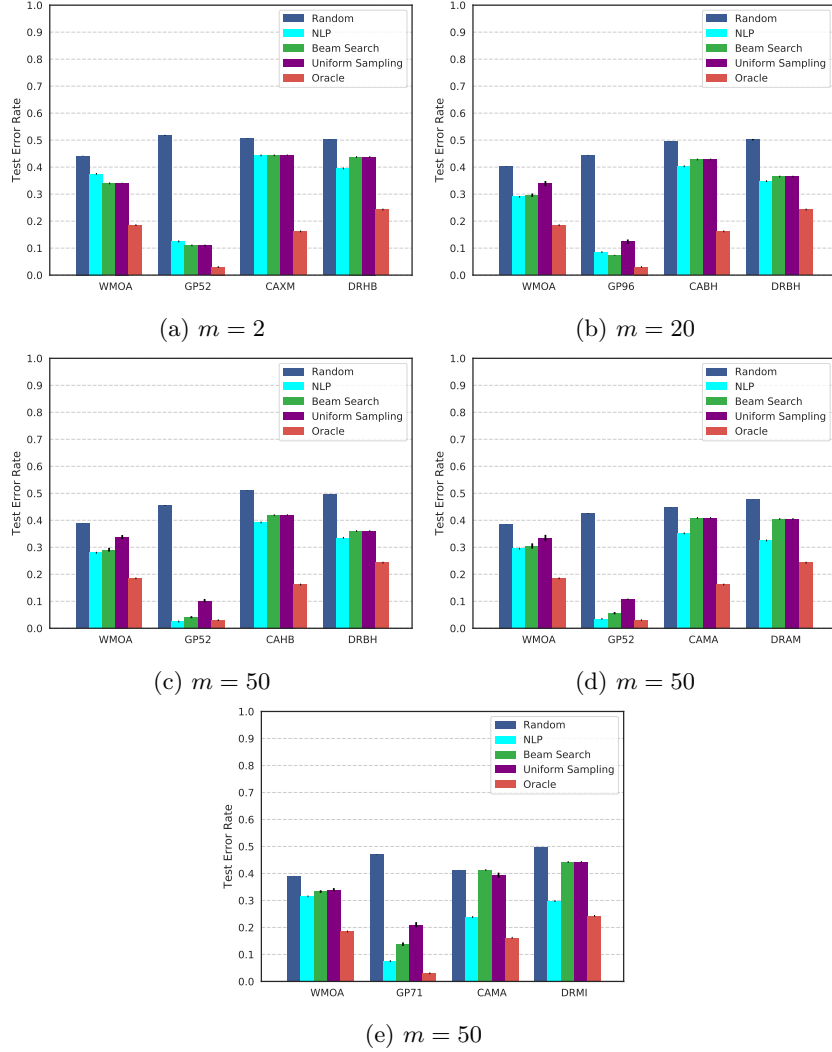 1.0
0.9
0.8
0.7
0.6
0.5
0.4
0.3
0.2
0.1
0.0
Test Error Rate
Random
NLP
Beam Search
Uniform Sampling
Oracle
WMOA GP52 CAXM DRHB
(a) m = 2
1.0
0.9
0.8
0.7
0.6
0.5
0.4
0.3
0.2
0.1
0.0
Test Error Rate
Random
NLP
Beam Search
Uniform Sampling
Oracle
WMOA GP96 CABH DRBH
(b) m = 20
1.0
0.9
0.8
0.7
0.6
0.5
0.4
0.3
0.2
0.1
0.0
Test Error Rate
Random
NLP
Beam Search
Uniform Sampling
Oracle
WMOA GP52 CAHB DRBH
(c) m = 50
1.0
0.9
0.8
0.7
0.6
0.5
0.4
0.3
0.2
0.1
0.0
Test Error Rate
Random
NLP
Beam Search
Uniform Sampling
Oracle
WMOA GP52 CAMA DRAM
(d) m = 50
1.0
0.9
0.8
0.7
0.6
0.5
0.4
0.3
0.2
0.1
0.0
Test Error Rate
Random
NLP
Beam Search
Uniform Sampling
Oracle
WMOA GP71 CAMA DRMI
(e) m = 50